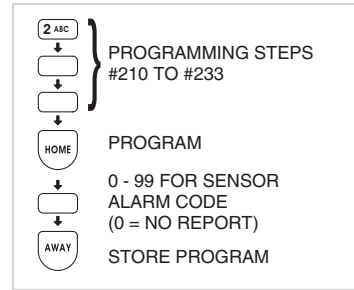 2 ABC
PROGRAMMING STEPS
#210 TO #233
HOME
PROGRAM
0 - 99 FOR SENSOR
ALARM CODE
(0 = NO REPORT)
AWAY
STORE PROGRAM